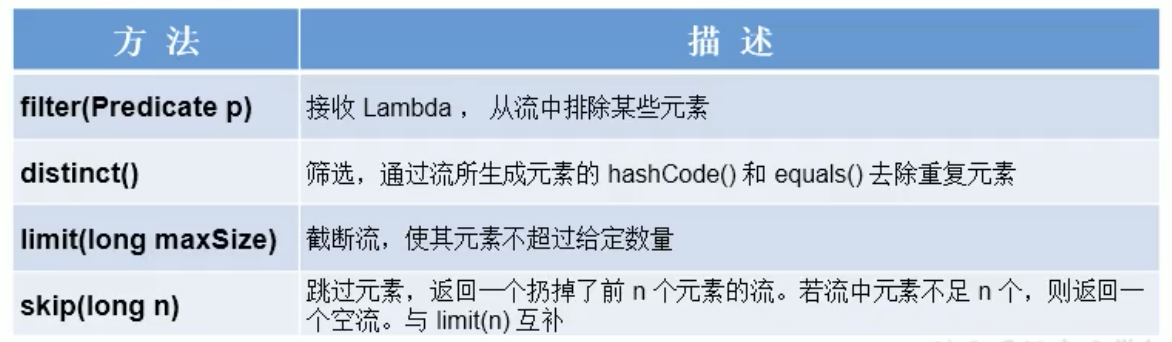 方 法 描 述
filter(Predicate p) 接收 Lambda ， 从流中排除某些元素
distinct() 筛选，通过流所生成元素的 hashCode() 和 equals() 去除重复元素
limit(long maxSize) 截断流，使其元素不超过给定数量
skip(long n) 跳过元素，返回一个扔掉了前 n 个元素的流。若流中元素不足 n 个，则返回一
个空流。与 limit(n) 互补